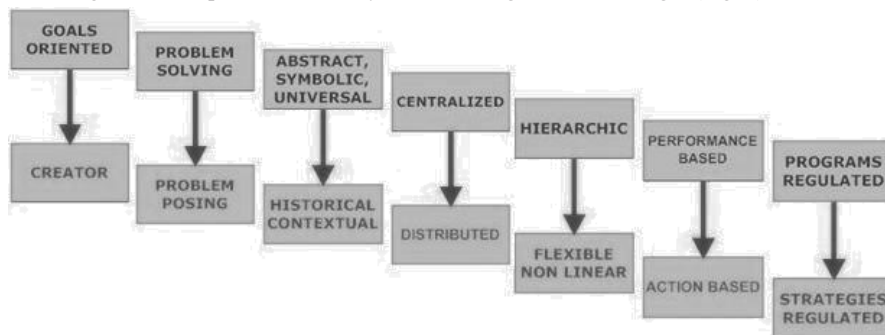 GOALS
ORIENTED
CREATOR
PROBLEM
SOLVING
PROBLEM
POSING
ABSTRACT,
SYMBOLIC,
UNIVERSAL
HISTORICAL
CONTEXTUAL
CENTRALIZED
DISTRIBUTED
HIERARCHIC
FLEXIBLE
NON LINEAR
PERFORMANCE
BASED
ACTION BASED
PROGRAMS
REGULATED
STRATEGIES
REGULATED